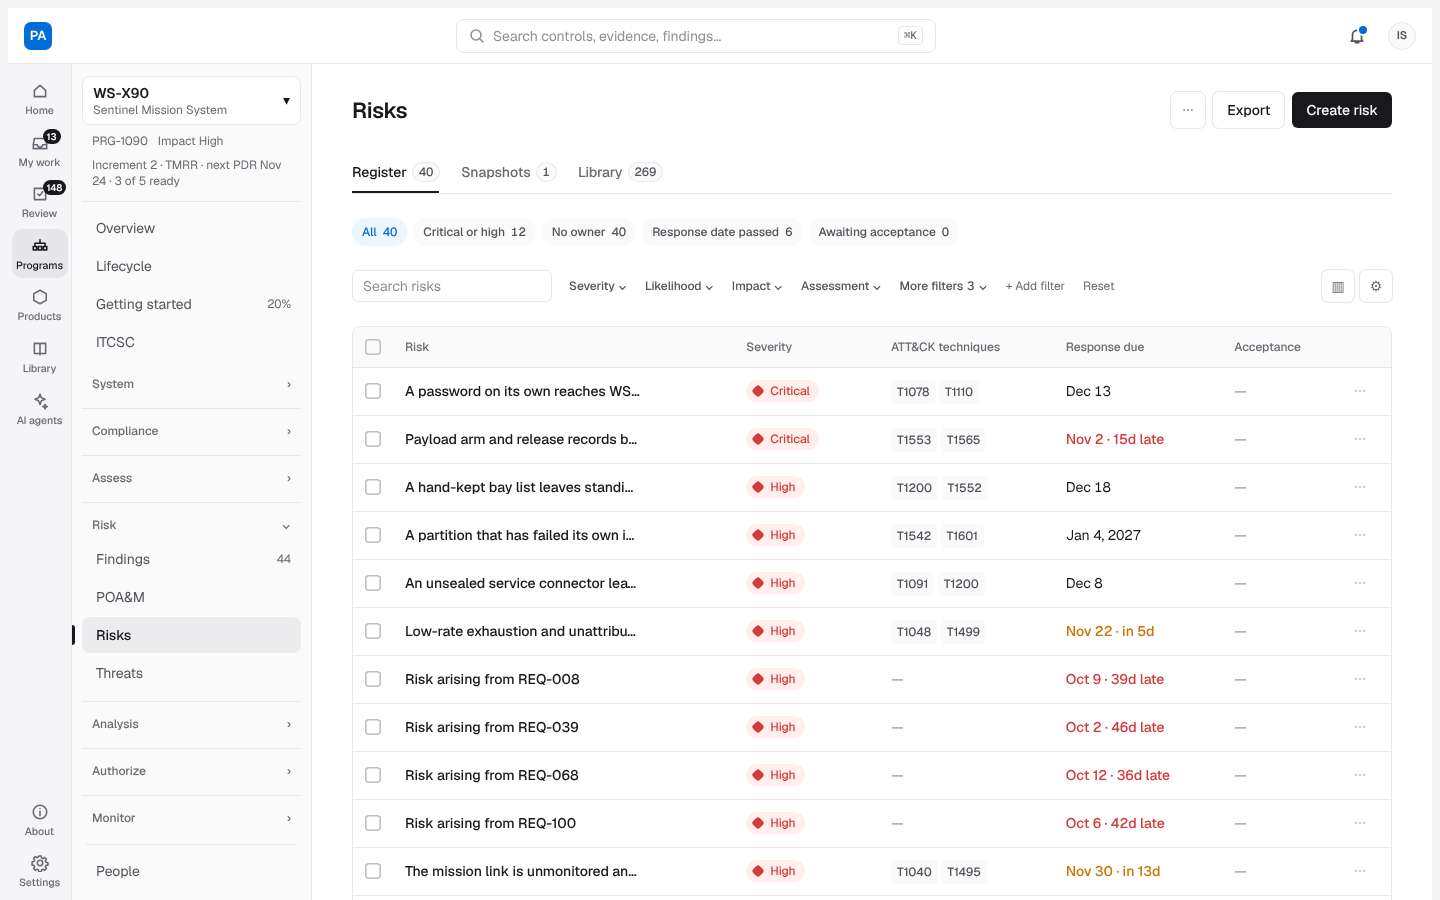 PA
Search controls, evidence, findings...
⌘K
IS
Home
13
My work
148
Review
Programs
Products
Library
AI agents
About
Settings
WS-X90
Sentinel Mission System
PRG-1090 Impact High
Increment 2 · TMRR · next PDR Nov
24 · 3 of 5 ready
Overview
Lifecycle
Getting started 20%
ITCSC
System
Compliance
Assess
Risk
Findings 44
POA&M
Risks
Threats
Analysis
Authorize
Monitor
People
Risks
Export
Create risk
Register 40 Snapshots 1 Library 269
All 40 Critical or high 12 No owner 40 Response date passed 6 Awaiting acceptance 0
Search risks Severity Likelihood Impact Assessment More filters 3 + Add filter Reset
Risk Severity ATT&CK techniques Response due Acceptance
A password on its own reaches WS... Critical T1078 T1110 Dec 13 —
Payload arm and release records b... Critical T1553 T1565 Nov 2 · 15d late —
A hand-kept bay list leaves standi... High T1200 T1552 Dec 18 —
A partition that has failed its own i... High T1542 T1601 Jan 4, 2027 —
An unsealed service connector lea... High T1091 T1200 Dec 8 —
Low-rate exhaustion and unattribu... High T1048 T1499 Nov 22 · in 5d —
Risk arising from REQ-008 High — Oct 9 · 39d late —
Risk arising from REQ-039 High — Oct 2 · 46d late —
Risk arising from REQ-068 High — Oct 12 · 36d late —
Risk arising from REQ-100 High — Oct 6 · 42d late —
The mission link is unmonitored an... High T1040 T1495 Nov 30 · in 13d —